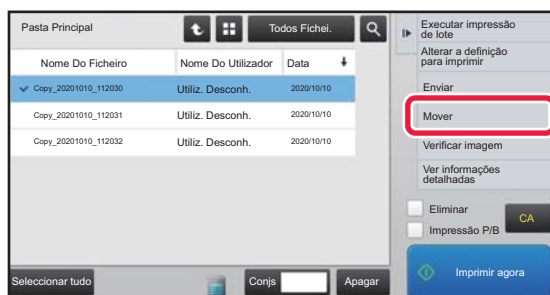 Pasta Principal
Todos Fichei.
Nome Do Ficheiro Nome Do Utilizador Data
Copy_20201010_112030 Utiliz. Desconh. 2020/10/10
Copy_20201010_112031 Utiliz. Desconh. 2020/10/10
Copy_20201010_112032 Utiliz. Desconh. 2020/10/10
Seleccionar tudo
Conjs
Apagar
Executar impressão
de lote
Alterar a definição
para imprimir
Enviar
Mover
Verificar imagem
Ver informações
detalhadas
Eliminar
Impressão P/B
CA
Imprimir agora